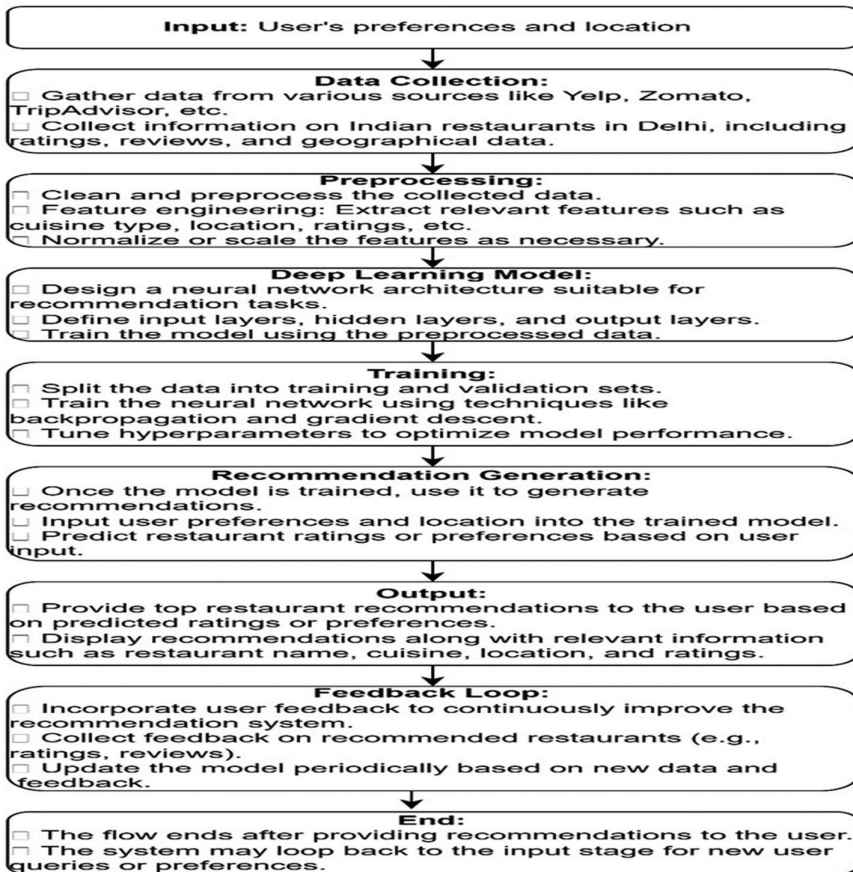 Input: User's preferences and location
Data Collection:
□ Gather data from various sources like Yelp, Zomato,
TripAdvisor, etc.
□ Collect information on Indian restaurants in Delhi, including
ratings, reviews, and geographical data.
Preprocessing:
□ Clean and preprocess the collected data.
□ Feature engineering: Extract relevant features such as
cuisine type, location, ratings, etc.
□ Normalize or scale the features as necessary.
Deep Learning Model:
□ Design a neural network architecture suitable for
recommendation tasks.
□ Define input layers, hidden layers, and output layers.
□ Train the model using the preprocessed data.
Training:
□ Split the data into training and validation sets.
□ Train the neural network using techniques like
backpropagation and gradient descent.
□ Tune hyperparameters to optimize model performance.
Recommendation Generation:
□ Once the model is trained, use it to generate
recommendations.
□ Input user preferences and location into the trained model.
□ Predict restaurant ratings or preferences based on user
input.
Output:
□ Provide top restaurant recommendations to the user based
on predicted ratings or preferences.
□ Display recommendations along with relevant information
such as restaurant name, cuisine, location, and ratings.
Feedback Loop:
□ Incorporate user feedback to continuously improve the
recommendation system.
□ Collect feedback on recommended restaurants (e.g.,
ratings, reviews).
□ Update the model periodically based on new data and
feedback.
End:
□ The flow ends after providing recommendations to the user.
□ The system may loop back to the input stage for new user
queries or preferences.